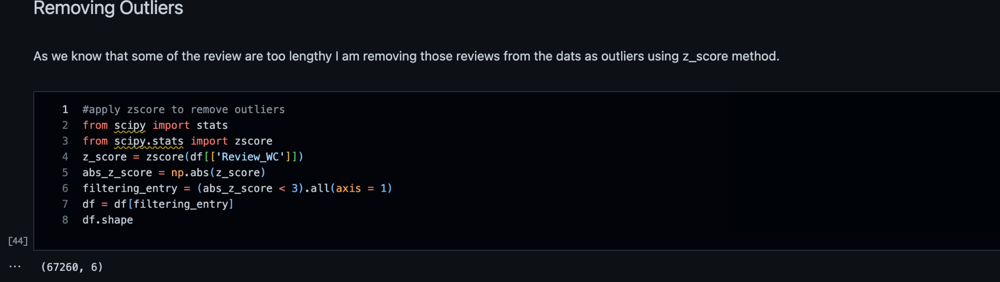 Removing Outliers
As we know that some of the review are too lengthy I am removing those reviews from the dats as outliers using z_score method.
1 #apply zscore to remove outliers
2 from scipy import stats
3 from scipy.stats import zscore
4 z_score = zscore(df[['Review_WC']])
5 abs_z_score = np.abs(z_score)
6 filtering_entry = (abs_z_score < 3).all(axis = 1)
7 df = df[filtering_entry]
8 df.shape
[44]
... (67260, 6)